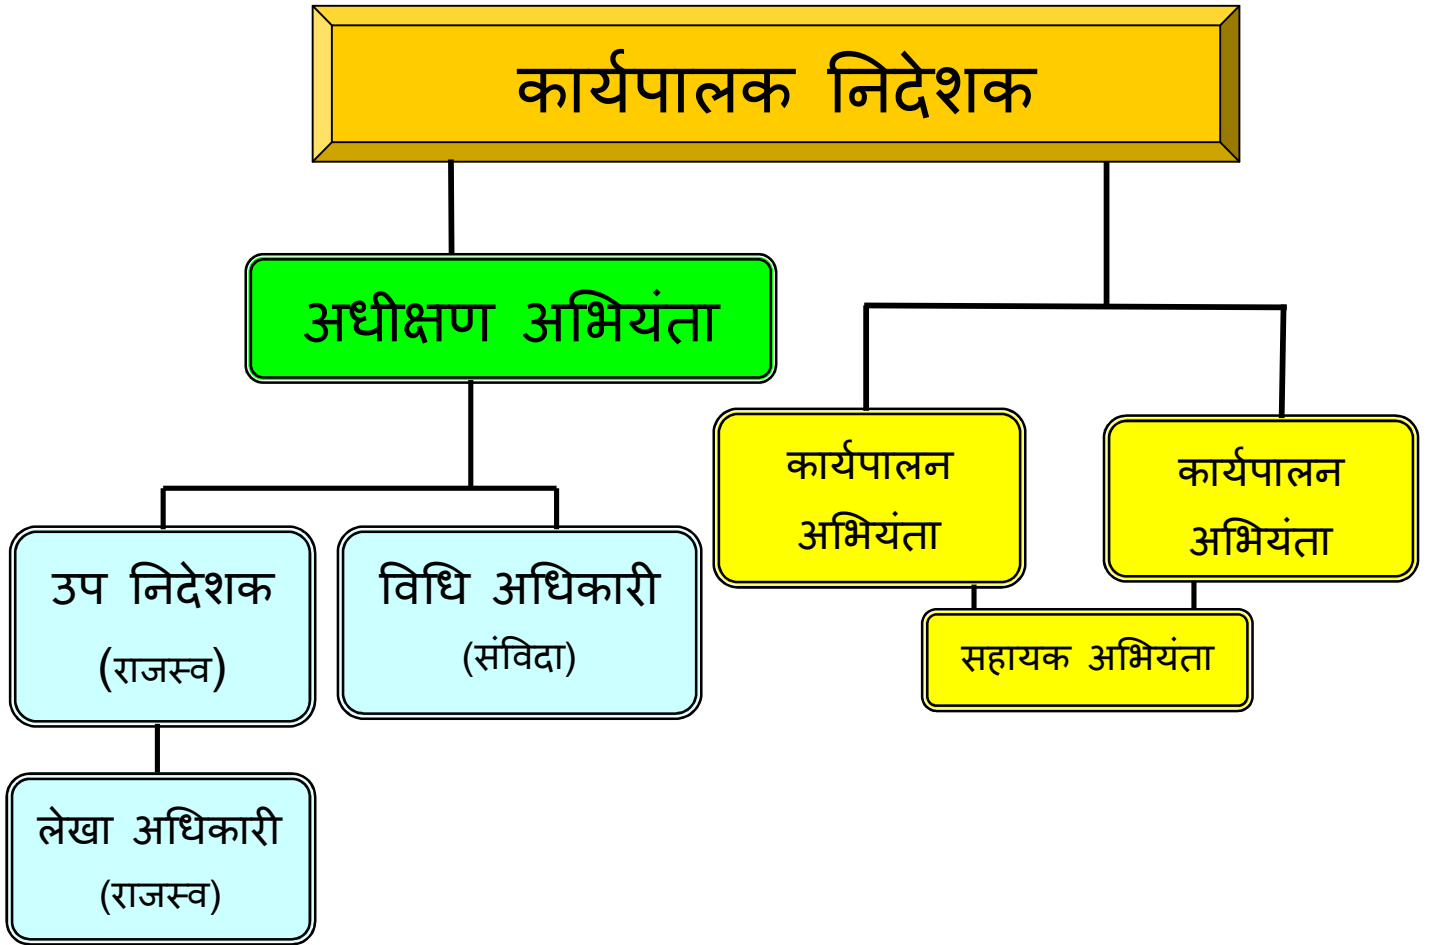 कार्यपालक निदेशक
अधीक्षण अभियंता
कार्यपालन
अभियंता
कार्यपालन
अभियंता
उप निदेशक
(राजस्व)
विधि अधिकारी
(संविदा)
सहायक अभियंता
लेखा अधिकारी
(राजस्व)